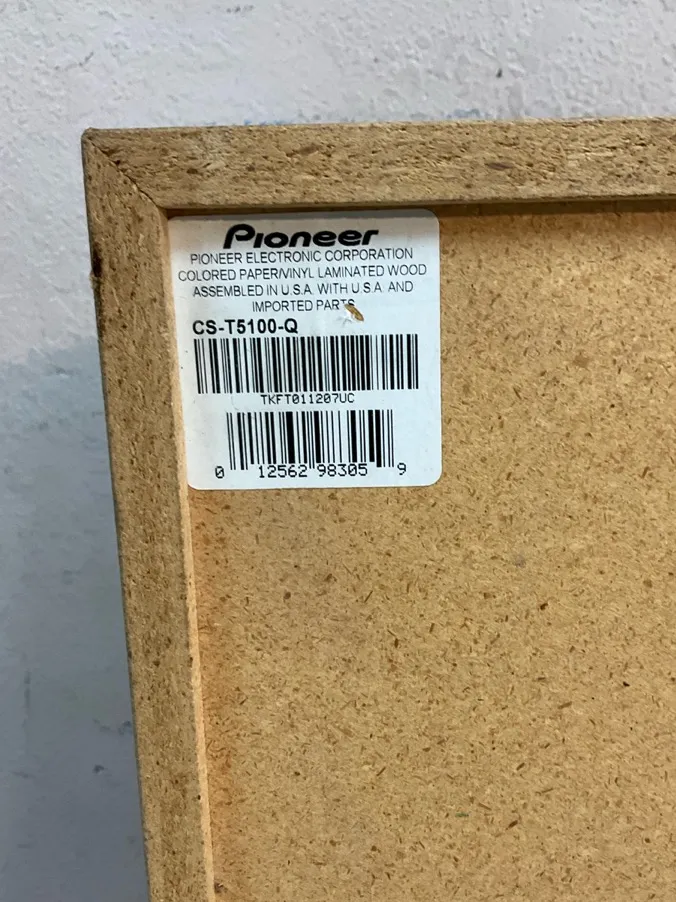 Pioneer
PIONEER ELECTRONIC CORPORATION
COLORED PAPER/VINYL LAMINATED WOOD
ASSEMBLED IN U.S.A. WITH U.S.A. AND
IMPORTED PARTS
CS-T5100-Q
TKFT011207UC
0 12562 98305 9